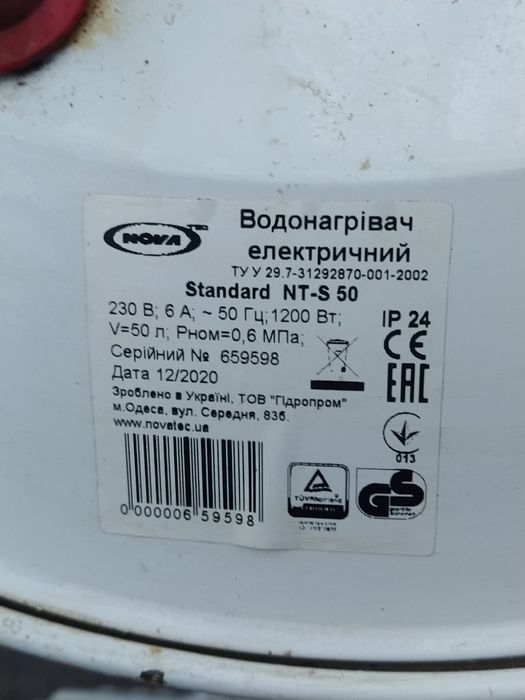 NOVA
Водонагрівач
електричний
ТУ У 29.7-31292870-001-2002
Standard NT-S 50
230 В; 6 А; ~ 50 Гц; 1200 Вт;
V=50 л; Рном=0,6 МПа;
IP 24
CE
Серійний № 659598
EAC
Дата 12/2020
Зроблено в Україні, ТОВ "Гідропром"
м.Одеса, вул. Середня, 83б.
www.novatec.ua
013
TÜVRheinland
GS
geprüfte
Sicherheit
0 000006 59598